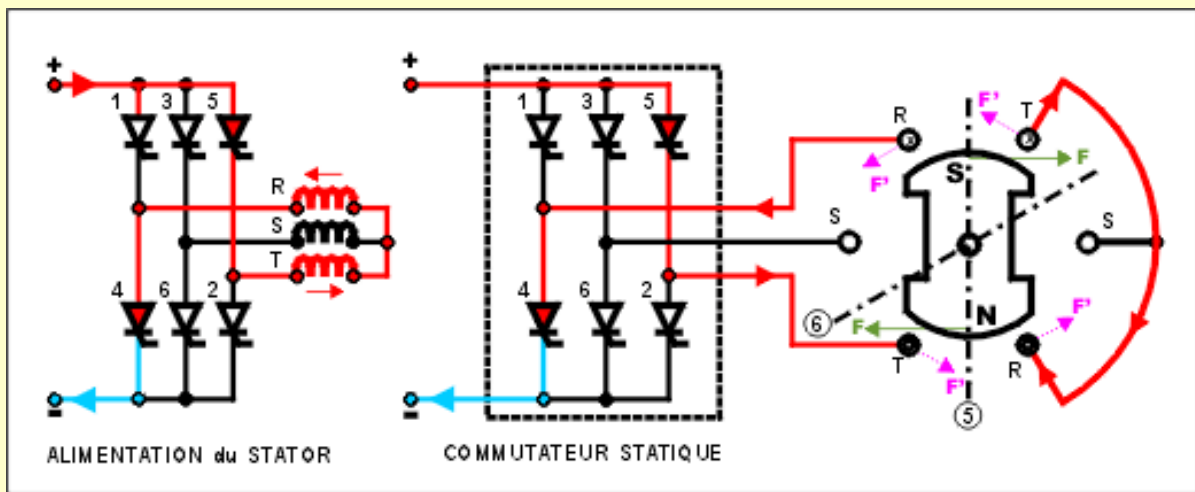 +
1 3 5
R
S
T
4 6 2
-
ALIMENTATION du STATOR
+
1 3 5
4 6 2
-
COMMUTATEUR STATIQUE
R F' T
F' F
S
S S
6 N
F F'
T F' R
5